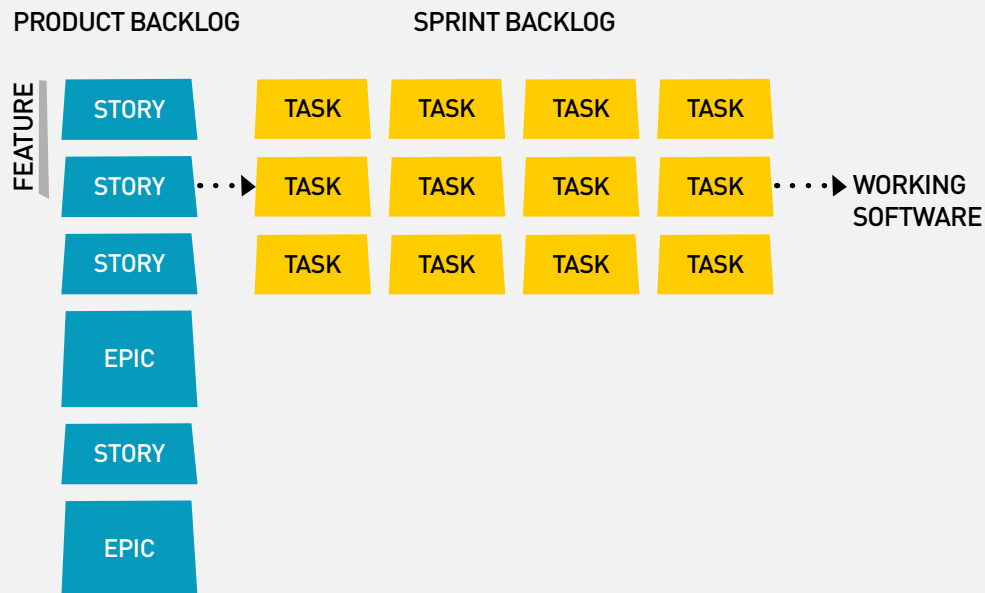 PRODUCT BACKLOG
SPRINT BACKLOG
FEATURE
STORY
TASK
TASK
TASK
TASK
STORY
TASK
TASK
TASK
TASK
WORKING
SOFTWARE
STORY
TASK
TASK
TASK
TASK
EPIC
STORY
EPIC